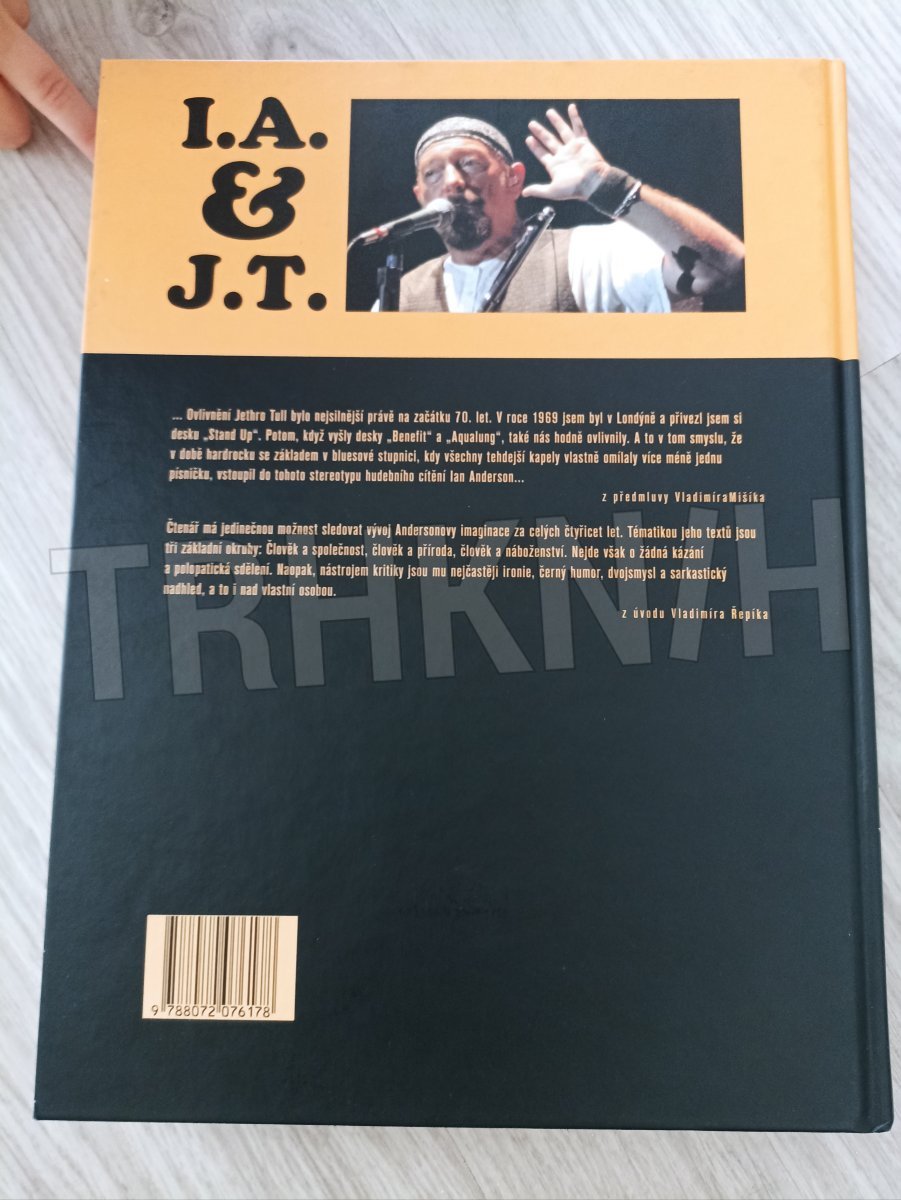 I.A.
&
J.T.
... Ovlivnění Jethro Tull bylo nejsilnější právě na začátku 70. let. V roce 1969 jsem byl v Londýně a přivezl jsem si
desku „Stand Up“. Potom, když vyšly desky „Benefit“ a „Aqualung“, také nás hodně ovlivnily. A to v tom smyslu, že
v době hardrocku se základem v bluesové stupnici, kdy všechny tehdejší kapely vlastně omílaly více méně jednu
písničku, vstoupil do tohoto stereotypu hudebního cítění Ian Anderson...
z předmluvy VladimíraMišíka
Čtenář má jedinečnou možnost sledovat vývoj Andersonovy imaginace za celých čtyřicet let. Tématikou jeho textů jsou
tři základní okruhy: Člověk a společnost, člověk a příroda, člověk a náboženství. Nejde však o žádná kázání
a polopatická sdělení. Naopak, nástrojem kritiky jsou mu nejčastěji ironie, černý humor, dvojsmysl a sarkastický
nadhled, a to i nad vlastní osobou.
z úvodu Vladimíra Řepíka
TRHKN/H
9 788072 076178